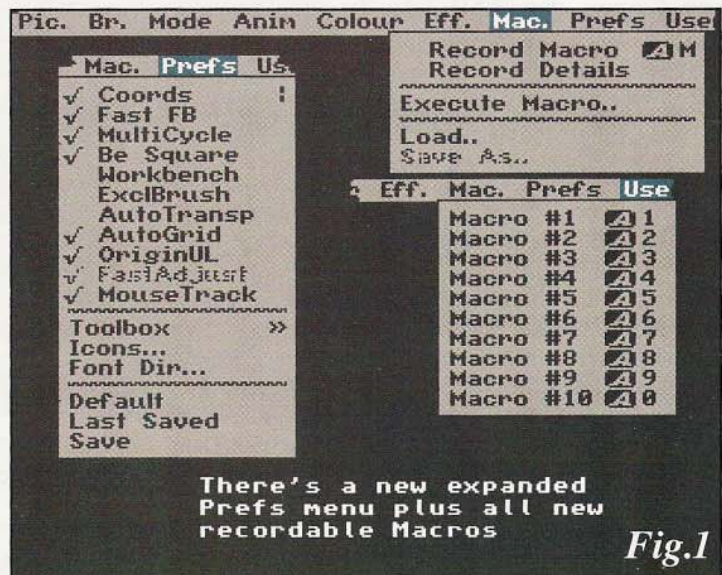 Pic. Br. Mode Anim Colour Eff. Mac. Prefs User
Mac. Prefs Us
✓ Coords ¦
✓ Fast FB
✓ MultiCycle
✓ Be Square
Workbench
ExclBrush
AutoTransp
✓ AutoGrid
✓ OriginUL
✓ FastAdjust
✓ MouseTrack
Toolbox »
Icons...
Font Dir...
Default
Last Saved
Save
Record Macro A M
Record Details
Execute Macro..
Load..
Save As..
Eff. Mac. Prefs Use
Macro #1 A 1
Macro #2 A 2
Macro #3 A 3
Macro #4 A 4
Macro #5 A 5
Macro #6 A 6
Macro #7 A 7
Macro #8 A 8
Macro #9 A 9
Macro #10 A 0
There's a new expanded
Prefs menu plus all new
recordable Macros
Fig.1